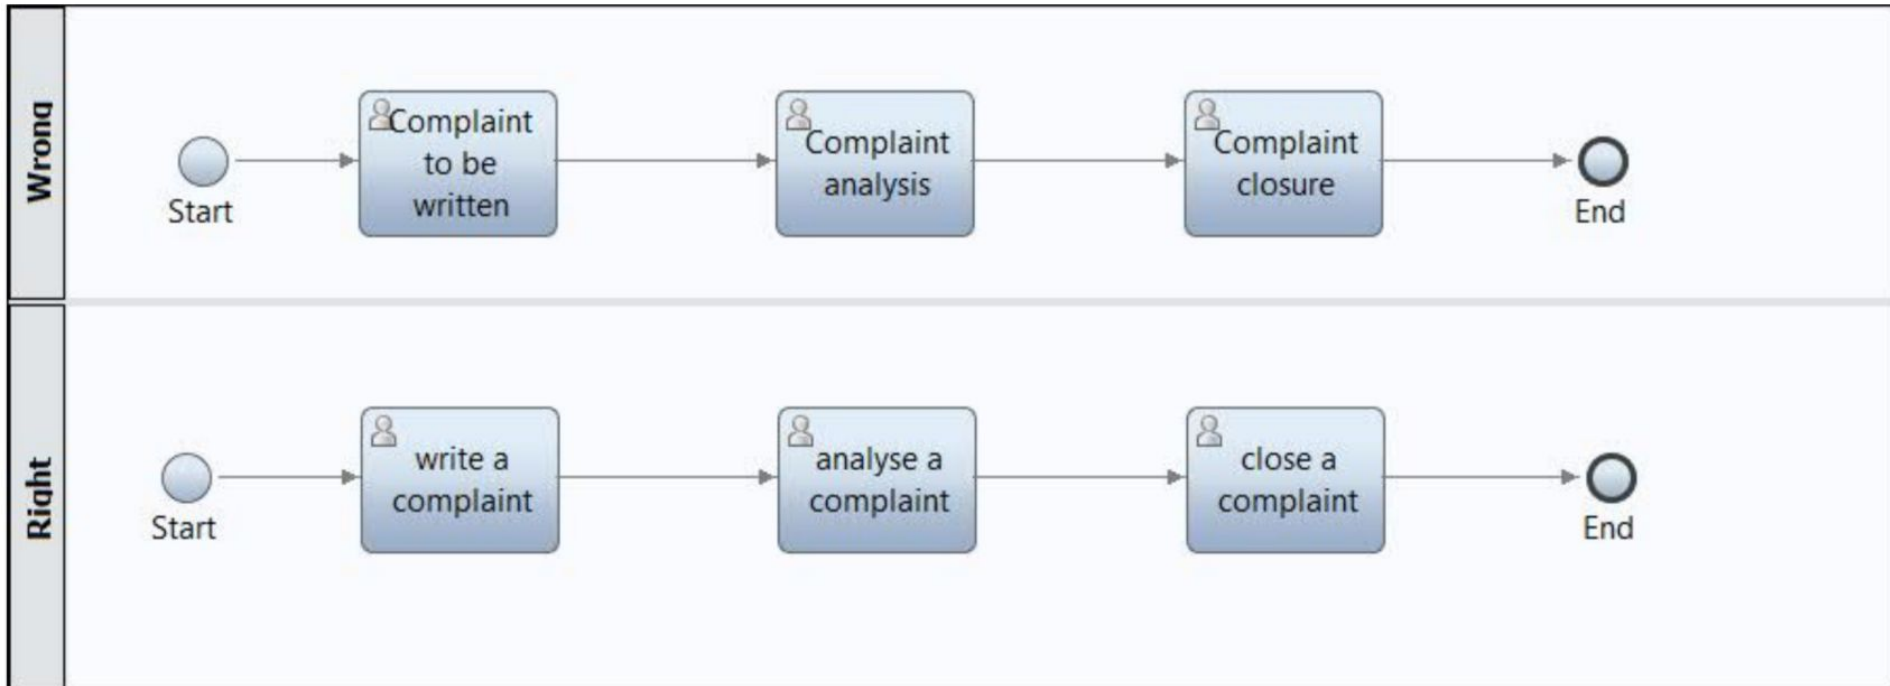 Wrong
Start
Complaint
to be
written
Complaint
analysis
Complaint
closure
End
Right
Start
write a
complaint
analyse a
complaint
close a
complaint
End